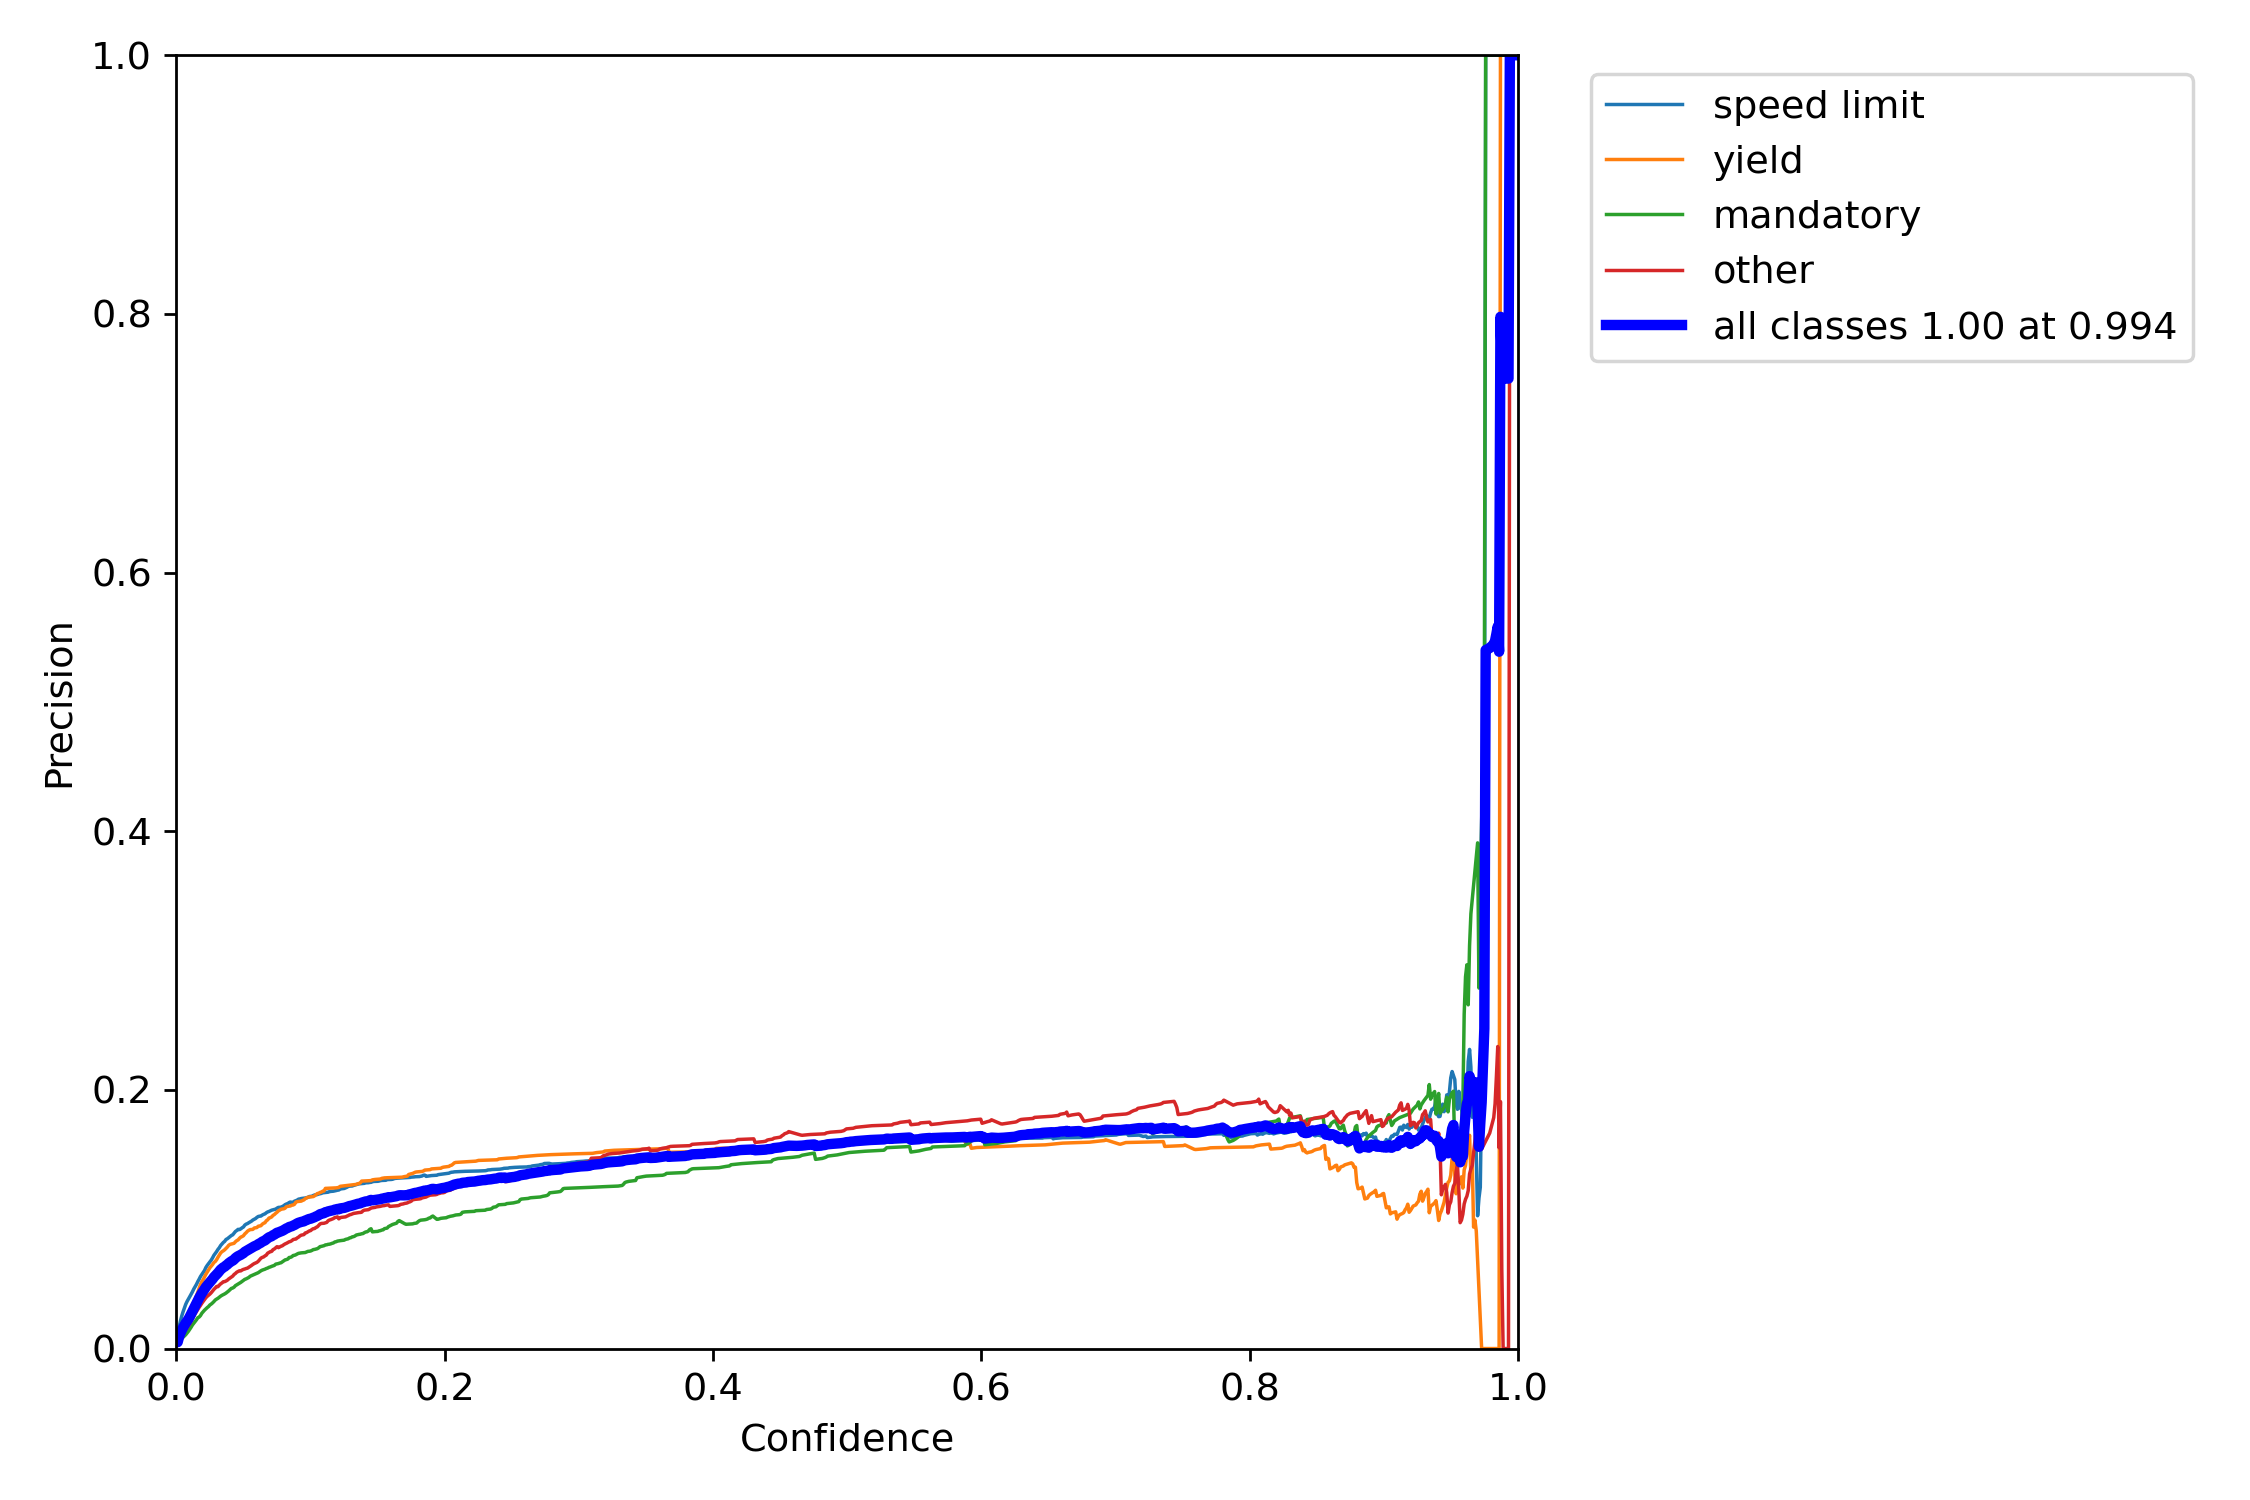 1.0
0.8
0.6
0.4
0.2
0.0
Precision
0.0 0.2 0.4 0.6 0.8 1.0
Confidence
speed limit
yield
mandatory
other
all classes 1.00 at 0.994